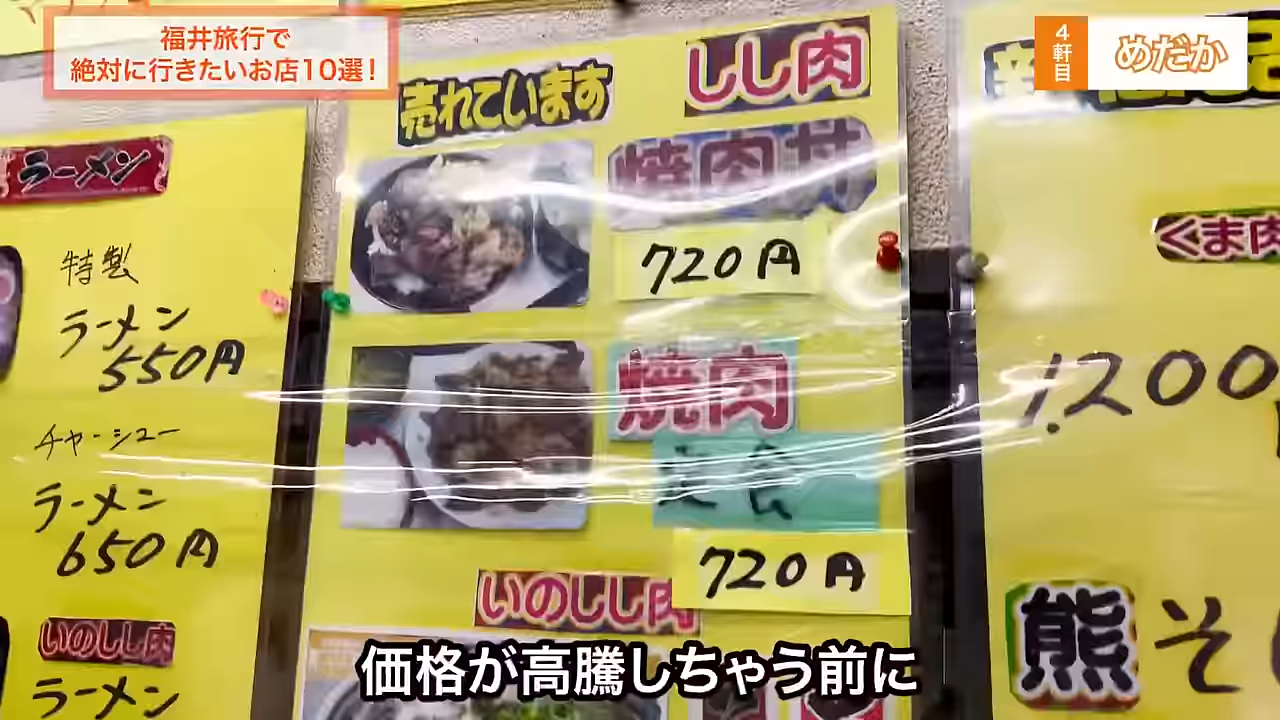 福井旅行で
絶対に行きたいお店10選!
4軒目
めだか
ラーメン
特製
ラーメン
550円
チャーシュー
ラーメン
650円
いのしし肉
ラーメン
売れています
しし肉
焼肉丼
720円
焼肉
定食
720円
いのしし肉
くま肉
1.200
熊そ
価格が高騰しちゃう前に